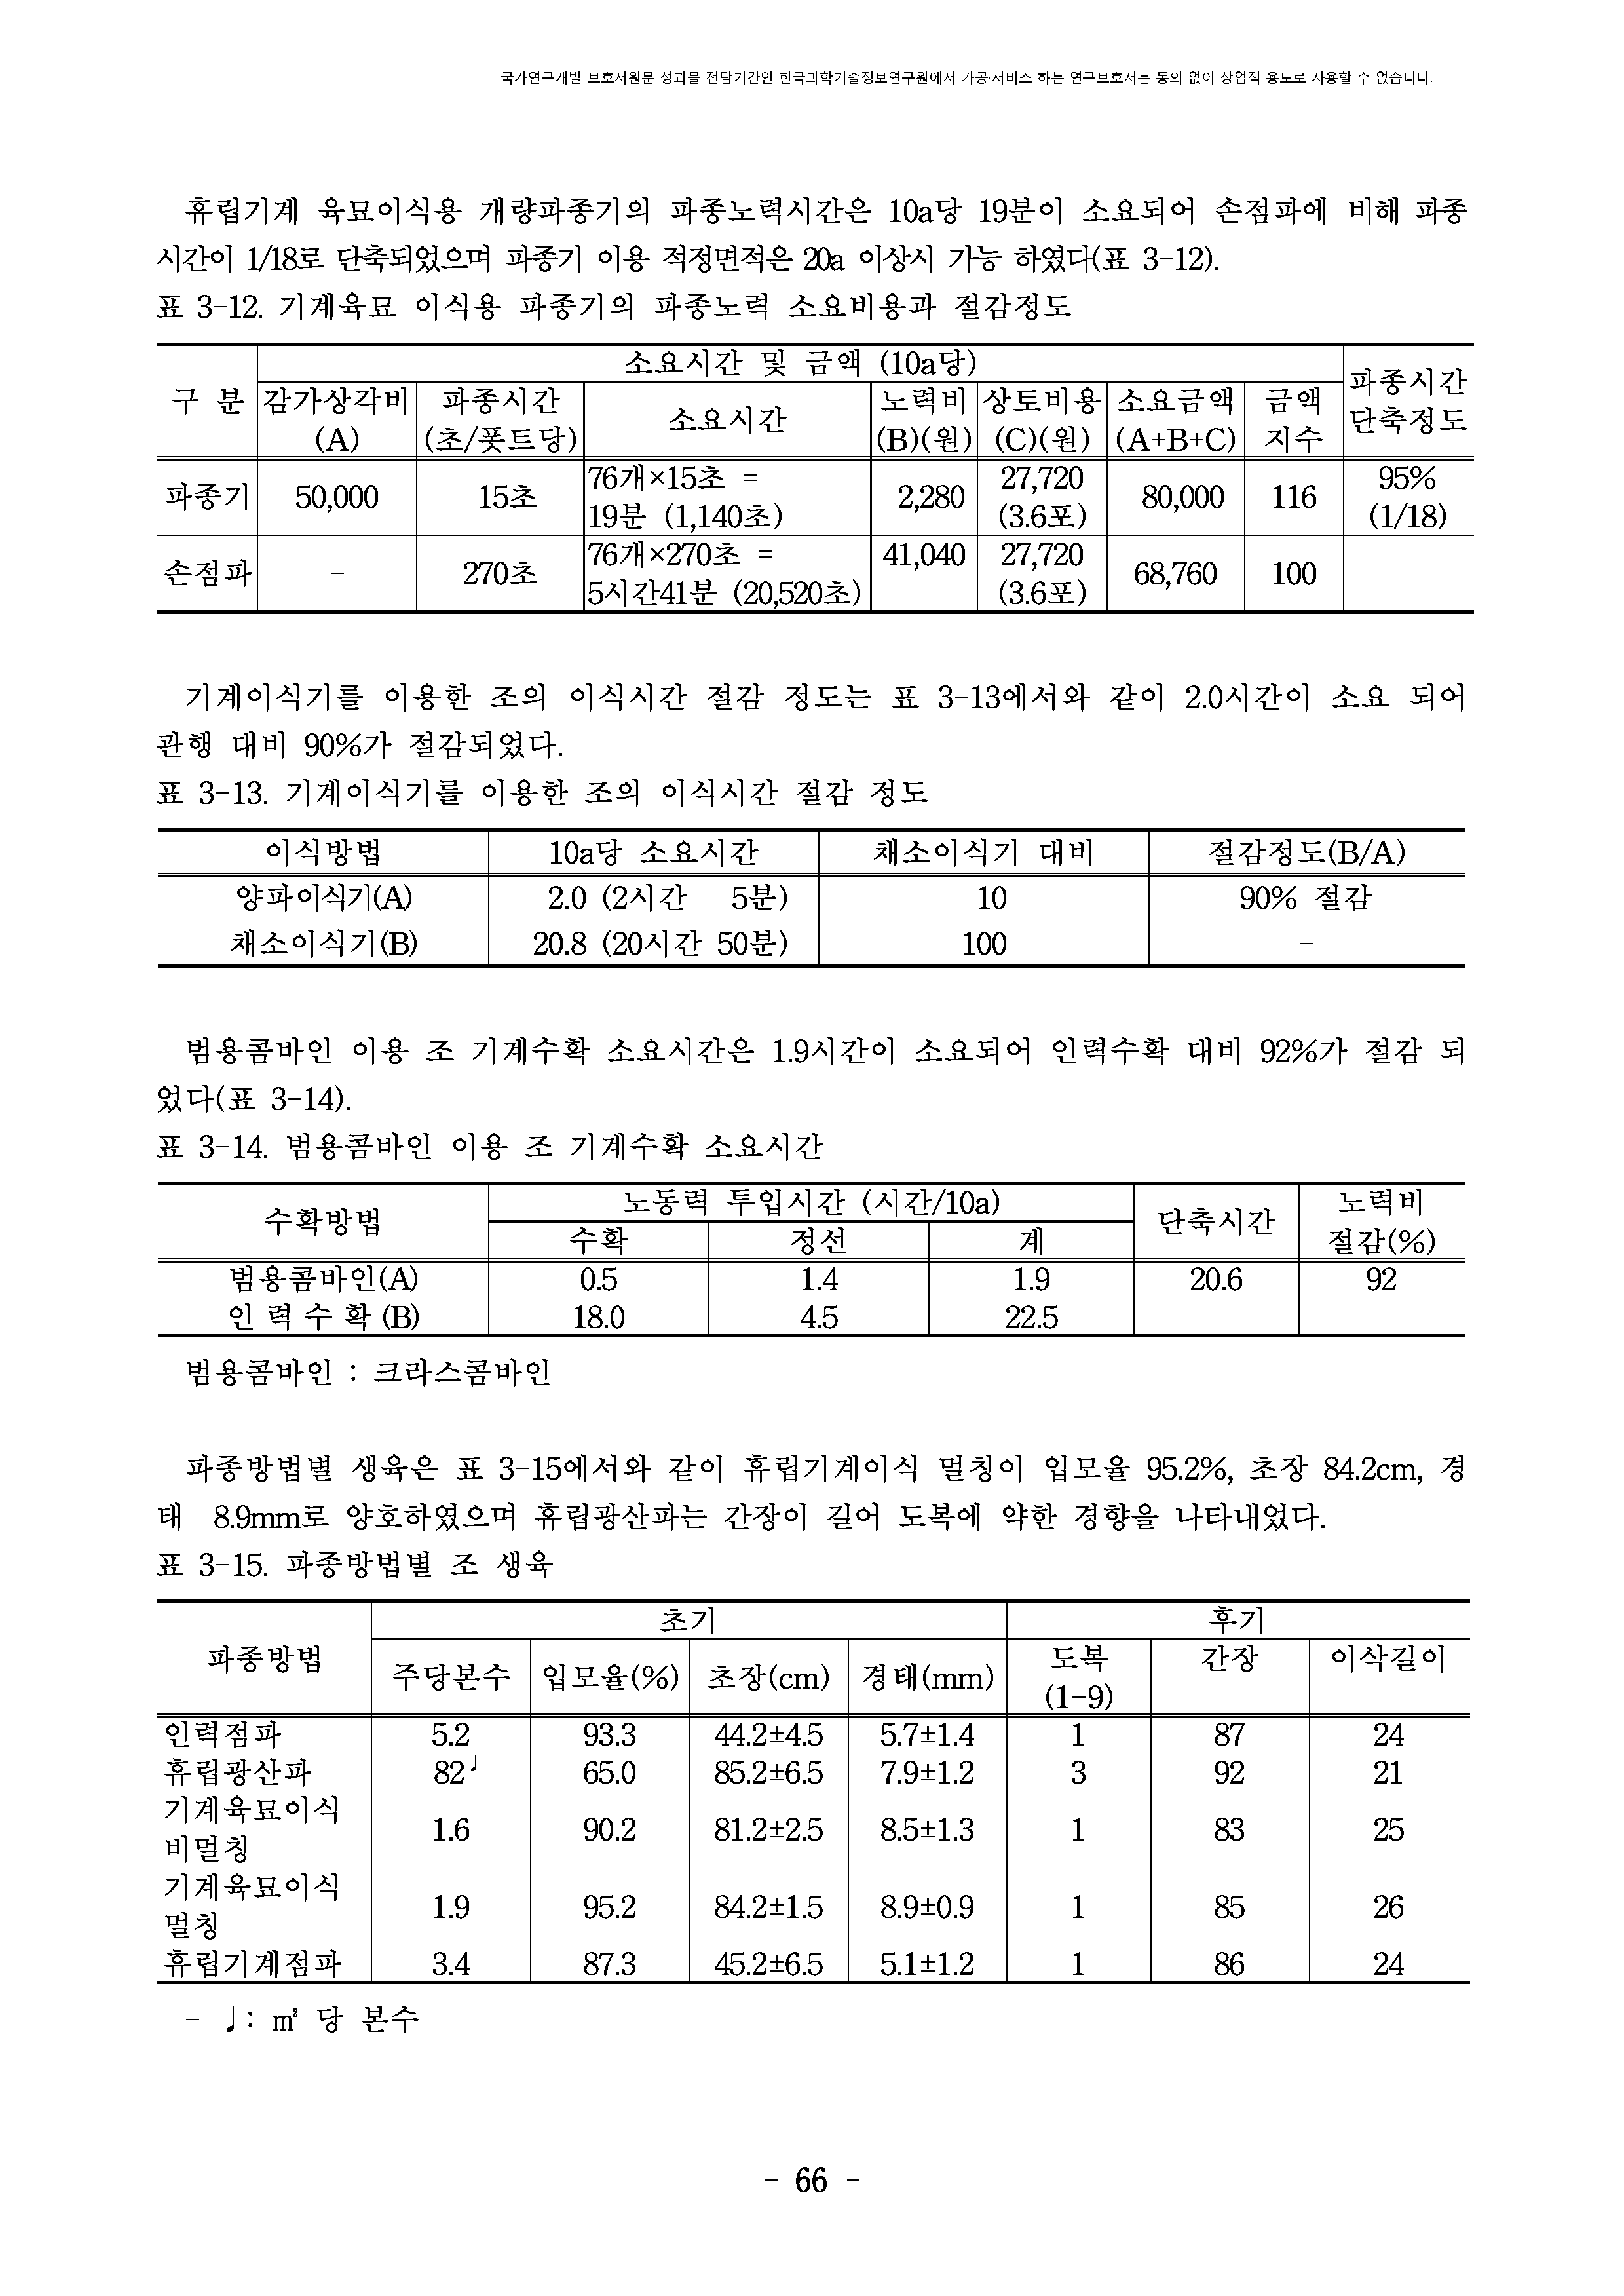 국가연구개발 보호서원문 성과물 전담기간인 한국과학기술정보연구원에서 가공·서비스 하는 연구보호서는 동의 없이 상업적 용도로 사용할 수 없습니다.
휴립기계 육묘이식용 개량파종기의 파종노력시간은 10a당 19분이 소요되어 손점파에 비해 파종
시간이 1/18로 단축되었으며 파종기 이용 적정면적은 20a 이상시 가능 하였다(표 3-12).
표 3-12. 기계육묘 이식용 파종기의 파종노력 소요비용과 절감정도
구 분 소요시간 및 금액 (10a당) 파종시간 단축정도
감가상각비 (A) 파종시간 (초/폿트당) 소요시간 노력비 (B)(원) 상토비용 (C)(원) 소요금액 (A+B+C) 금액 지수
파종기 50,000 15초 76개×15초 = 19분 (1,140초) 2,280 27,720 (3.6포) 80,000 116 95% (1/18)
손점파 - 270초 76개×270초 = 5시간41분 (20,520초) 41,040 27,720 (3.6포) 68,760 100
기계이식기를 이용한 조의 이식시간 절감 정도는 표 3-13에서와 같이 2.0시간이 소요 되어
관행 대비 90%가 절감되었다.
표 3-13. 기계이식기를 이용한 조의 이식시간 절감 정도
이식방법 10a당 소요시간 채소이식기 대비 절감정도(B/A)
양파이식기(A) 2.0 (2시간 5분) 10 90% 절감
채소이식기(B) 20.8 (20시간 50분) 100 -
범용콤바인 이용 조 기계수확 소요시간은 1.9시간이 소요되어 인력수확 대비 92%가 절감 되
었다(표 3-14).
표 3-14. 범용콤바인 이용 조 기계수확 소요시간
수확방법 노동력 투입시간 (시간/10a) 단축시간 노력비 절감(%)
수확 정선 계
범용콤바인(A) 0.5 1.4 1.9 20.6 92
인 력 수 확 (B) 18.0 4.5 22.5
범용콤바인 : 크라스콤바인
파종방법별 생육은 표 3-15에서와 같이 휴립기계이식 멀칭이 입모율 95.2%, 초장 84.2cm, 경
태 8.9mm로 양호하였으며 휴립광산파는 간장이 길어 도복에 약한 경향을 나타내었다.
표 3-15. 파종방법별 조 생육
파종방법 초기 후기
주당본수 입모율(%) 초장(cm) 경태(mm) 도복 (1-9) 간장 이삭길이
인력점파 5.2 93.3 44.2±4.5 5.7±1.4 1 87 24
휴립광산파 82♩ 65.0 85.2±6.5 7.9±1.2 3 92 21
기계육묘이식 비멀칭 1.6 90.2 81.2±2.5 8.5±1.3 1 83 25
기계육묘이식 멀칭 1.9 95.2 84.2±1.5 8.9±0.9 1 85 26
휴립기계점파 3.4 87.3 45.2±6.5 5.1±1.2 1 86 24
- ♩: ㎡ 당 본수
- 66 -